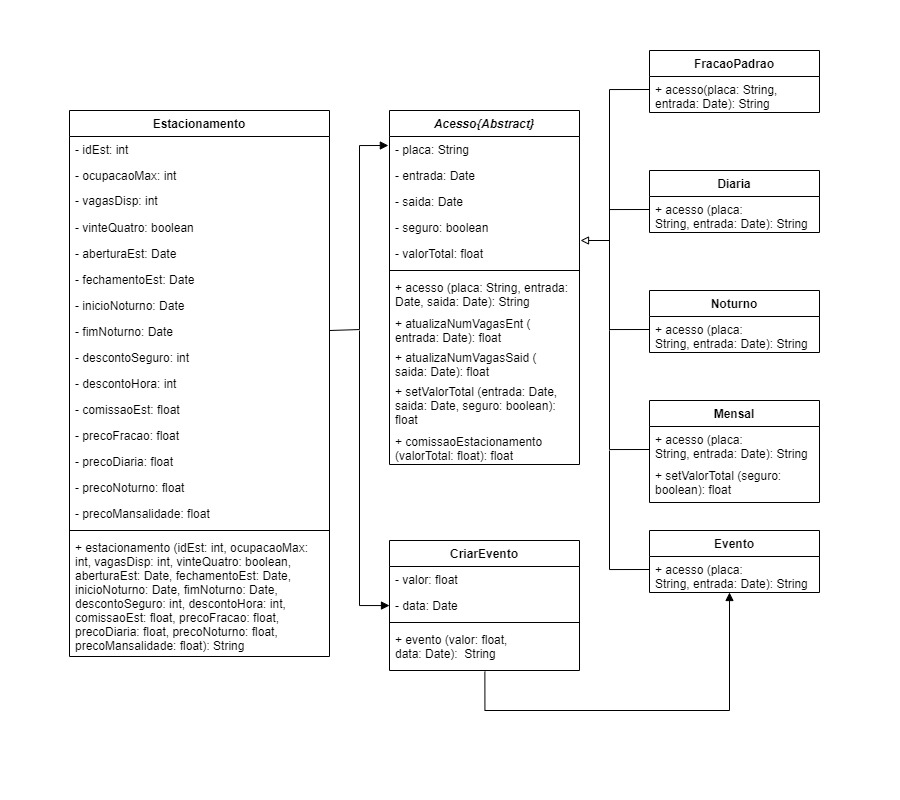 Estacionamento
- idEst: int
- ocupacaoMax: int
- vagasDisp: int
- vinteQuatro: boolean
- aberturaEst: Date
- fechamentoEst: Date
- inicioNoturno: Date
- fimNoturno: Date
- descontoSeguro: int
- descontoHora: int
- comissaoEst: float
- precoFracao: float
- precoDiaria: float
- precoNoturno: float
- precoMansalidade: float
+ estacionamento (idEst: int, ocupacaoMax:
int, vagasDisp: int, vinteQuatro: boolean,
aberturaEst: Date, fechamentoEst: Date,
inicioNoturno: Date, fimNoturno: Date,
descontoSeguro: int, descontoHora: int,
comissaoEst: float, precoFracao: float,
precoDiaria: float, precoNoturno: float,
precoMansalidade: float): String
Acesso{Abstract}
- placa: String
- entrada: Date
- saida: Date
- seguro: boolean
- valorTotal: float
+ acesso (placa: String, entrada:
Date, saida: Date): String
+ atualizaNumVagasEnt (
entrada: Date): float
+ atualizaNumVagasSaid (
saida: Date): float
+ setValorTotal (entrada: Date,
saida: Date, seguro: boolean):
float
+ comissaoEstacionamento
(valorTotal: float): float
CriarEvento
- valor: float
- data: Date
+ evento (valor: float,
data: Date): String
FracaoPadrao
+ acesso(placa: String,
entrada: Date): String
Diaria
+ acesso (placa:
String, entrada: Date): String
Noturno
+ acesso (placa:
String, entrada: Date): String
Mensal
+ acesso (placa:
String, entrada: Date): String
+ setValorTotal (seguro:
boolean): float
Evento
+ acesso (placa:
String, entrada: Date): String